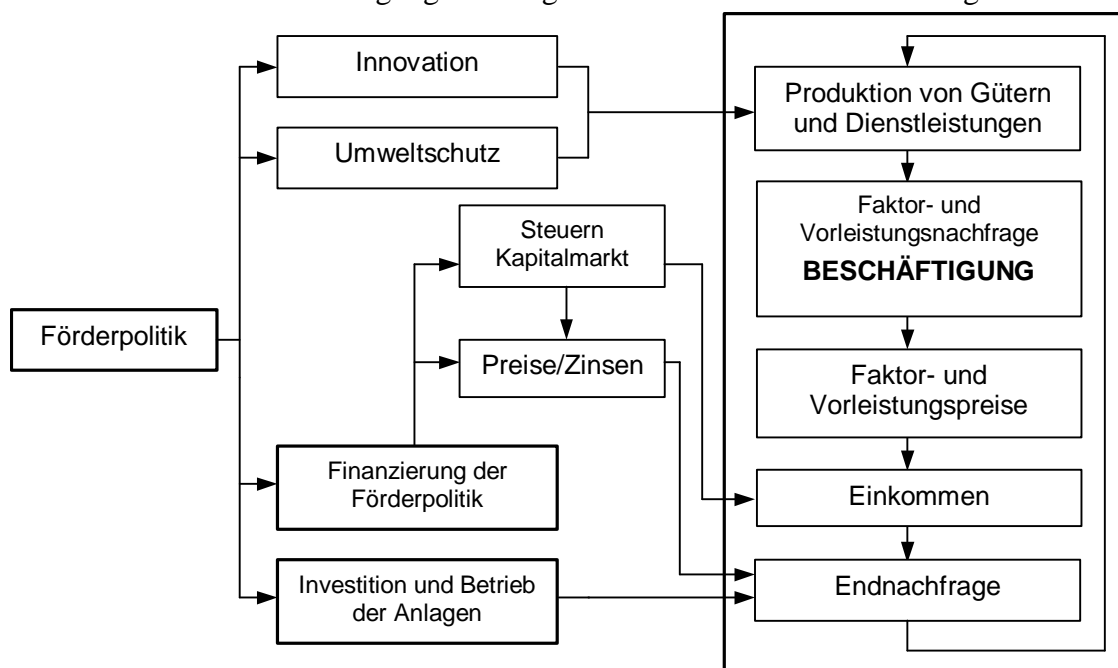 Innovation
Umweltschutz
Steuern
Kapitalmarkt
Preise/Zinsen
Förderpolitik
Finanzierung der
Förderpolitik
Investition und Betrieb
der Anlagen
Produktion von Gütern
und Dienstleistungen
Faktor- und
Vorleistungsnachfrage
BESCHÄFTIGUNG
Faktor- und
Vorleistungspreise
Einkommen
Endnachfrage